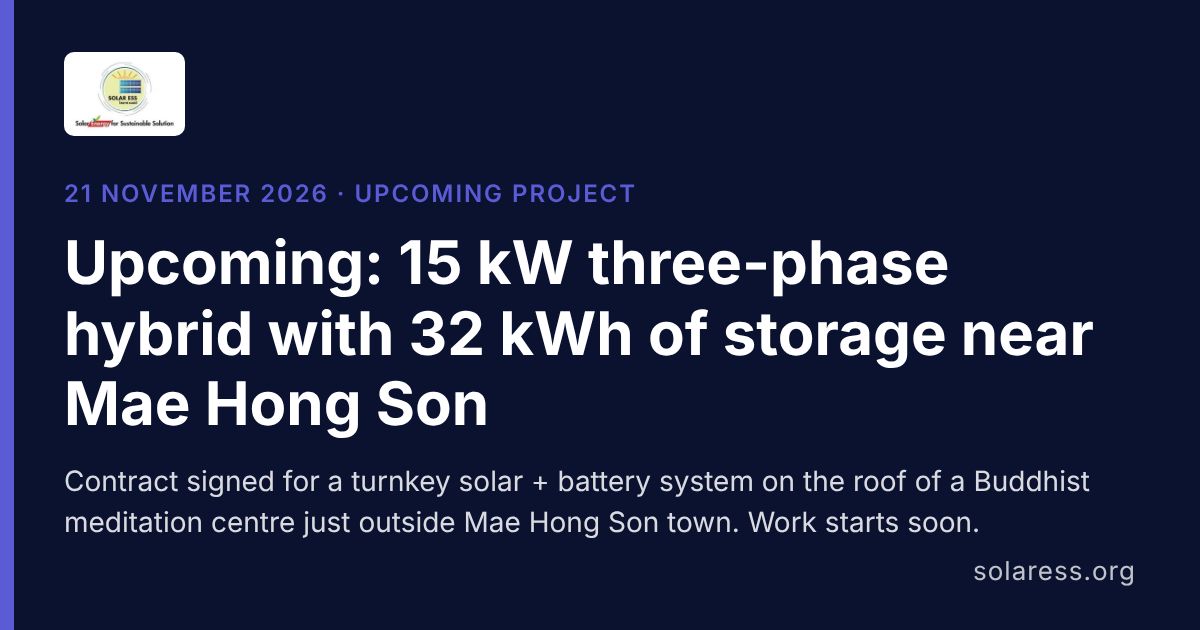 SOLAR ESS
Solar Energy for Sustainable Solution
21 NOVEMBER 2026 · UPCOMING PROJECT
Upcoming: 15 kW three-phase
hybrid with 32 kWh of storage near
Mae Hong Son
Contract signed for a turnkey solar + battery system on the roof of a Buddhist
meditation centre just outside Mae Hong Son town. Work starts soon.
solaress.org